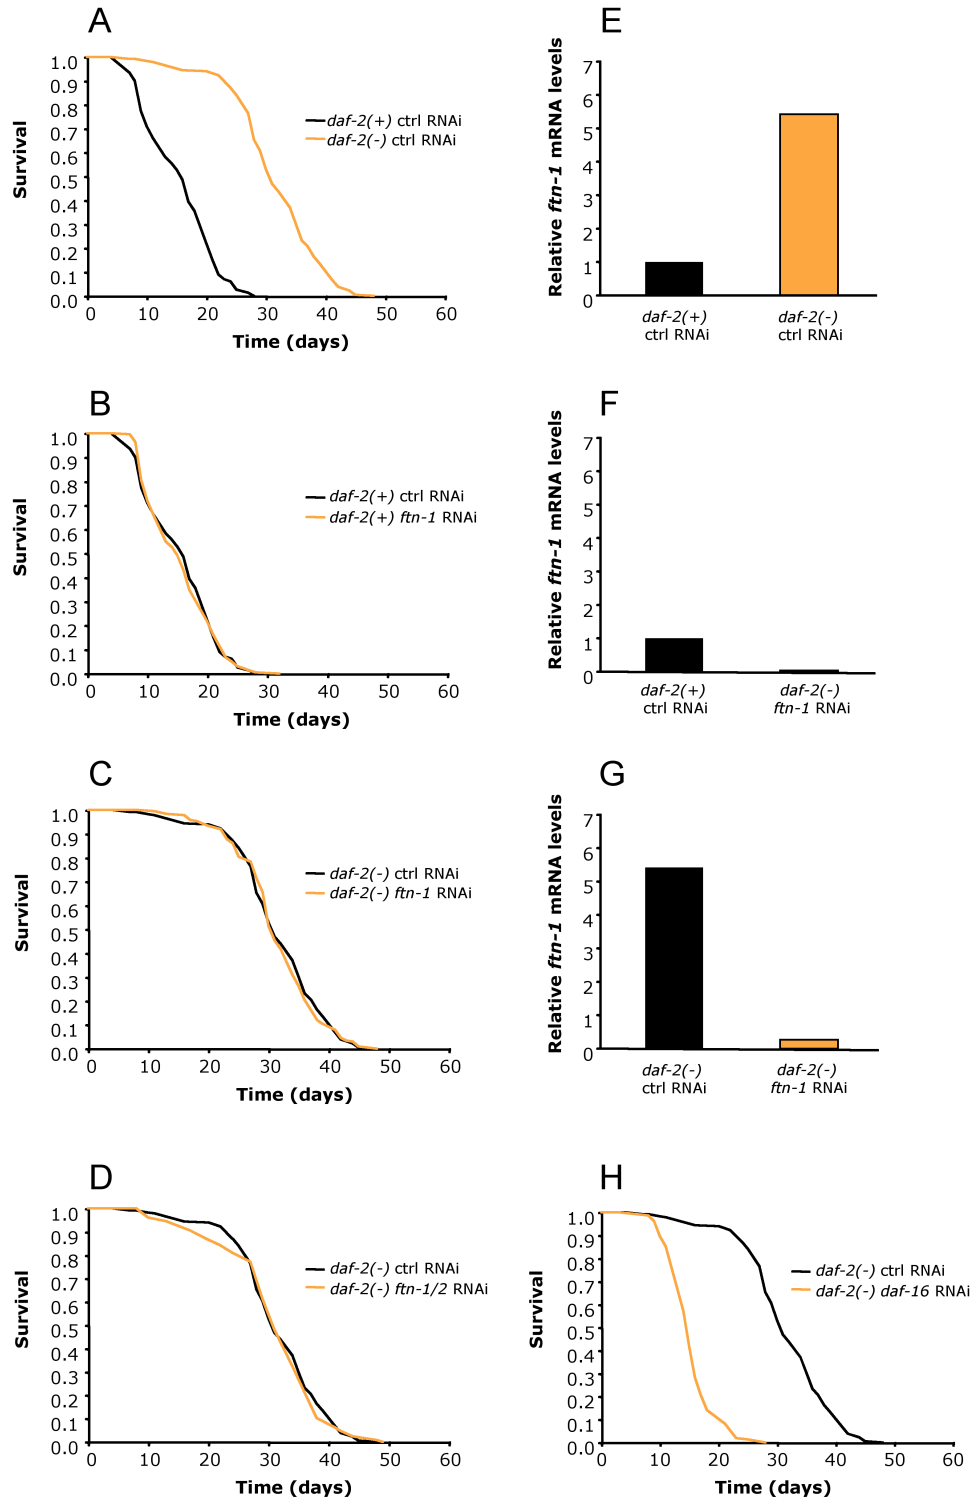 A
1.0
0.9
0.8
0.7
0.6
0.5
0.4
0.3
0.2
0.1
0.0
Survival
daf-2(+) ctrl RNAi
daf-2(-) ctrl RNAi
0 10 20 30 40 50 60
Time (days)
E
7
6
5
4
3
2
1
0
Relative ftn-1 mRNA levels
daf-2(+)
ctrl RNAi
daf-2(-)
ctrl RNAi
B
1.0
0.9
0.8
0.7
0.6
0.5
0.4
0.3
0.2
0.1
0.0
Survival
daf-2(+) ctrl RNAi
daf-2(+) ftn-1 RNAi
0 10 20 30 40 50 60
Time (days)
F
7
6
5
4
3
2
1
0
Relative ftn-1 mRNA levels
daf-2(+)
ctrl RNAi
daf-2(-)
ftn-1 RNAi
C
1.0
0.9
0.8
0.7
0.6
0.5
0.4
0.3
0.2
0.1
0.0
Survival
daf-2(-) ctrl RNAi
daf-2(-) ftn-1 RNAi
0 10 20 30 40 50 60
Time (days)
G
7
6
5
4
3
2
1
0
Relative ftn-1 mRNA levels
daf-2(-)
ctrl RNAi
daf-2(-)
ftn-1 RNAi
D
1.0
0.9
0.8
0.7
0.6
0.5
0.4
0.3
0.2
0.1
0.0
Survival
daf-2(-) ctrl RNAi
daf-2(-) ftn-1/2 RNAi
0 10 20 30 40 50 60
Time (days)
H
1.0
0.9
0.8
0.7
0.6
0.5
0.4
0.3
0.2
0.1
0.0
Survival
daf-2(-) ctrl RNAi
daf-2(-) daf-16 RNAi
0 10 20 30 40 50 60
Time (days)